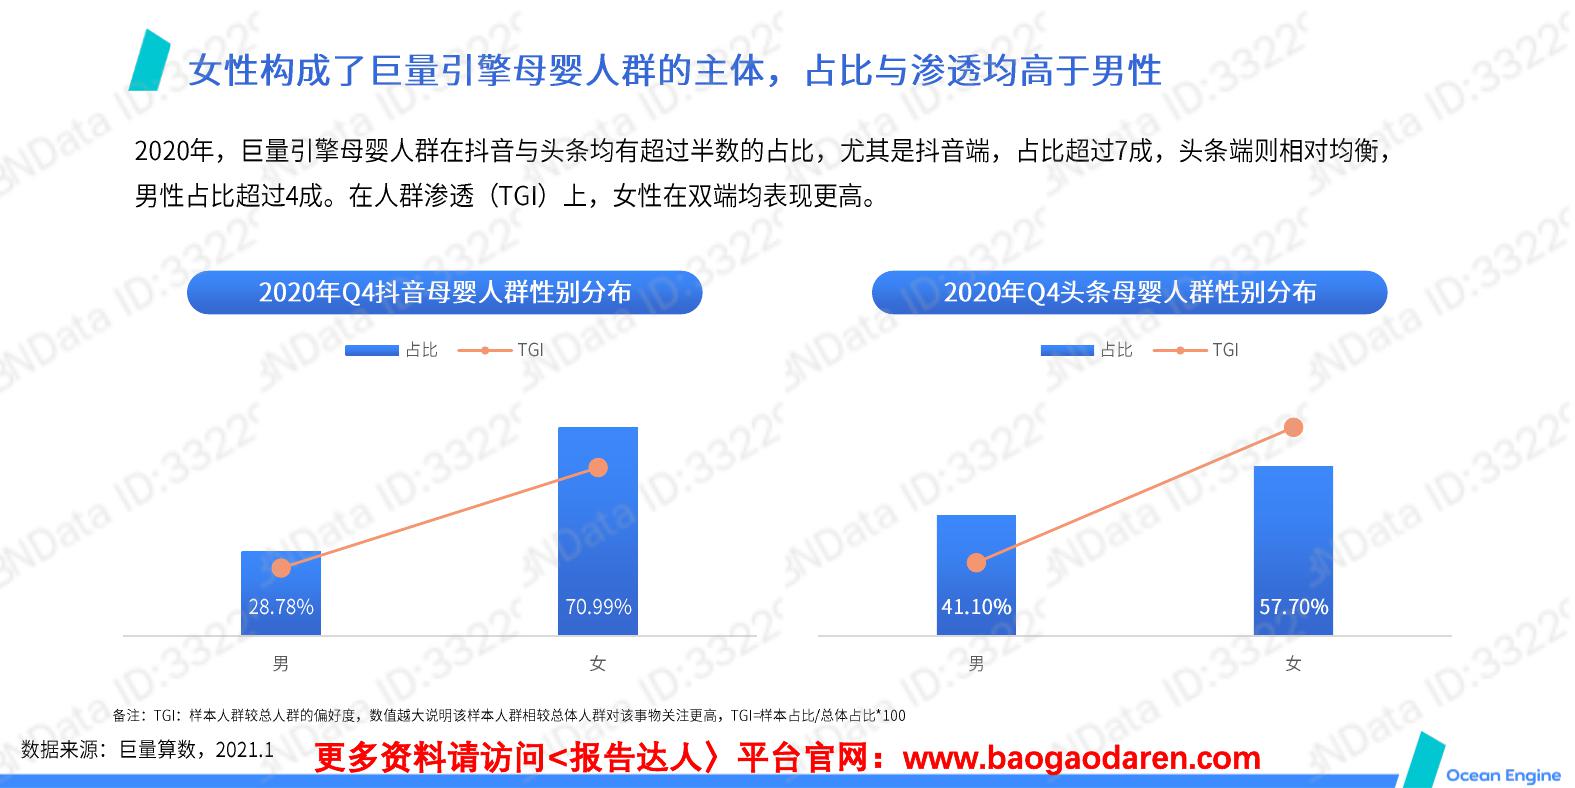 女性构成了巨量引擎母婴人群的主体，占比与渗透均高于男性
2020年，巨量引擎母婴人群在抖音与头条均有超过半数的占比，尤其是抖音端，占比超过7成，头条端则相对均衡，
男性占比超过4成。在人群渗透（TGI）上，女性在双端均表现更高。
2020年Q4抖音母婴人群性别分布
占比 TGI
28.78% 70.99%
男 女
2020年Q4头条母婴人群性别分布
占比 TGI
41.10% 57.70%
男 女
备注：TGI：样本人群较总人群的偏好度，数值越大说明该样本人群相较总体人群对该事物关注更高，TGI=样本占比/总体占比*100
数据来源：巨量算数，2021.1
更多资料请访问<报告达人〉平台官网：www.baogaodaren.com
Ocean Engine